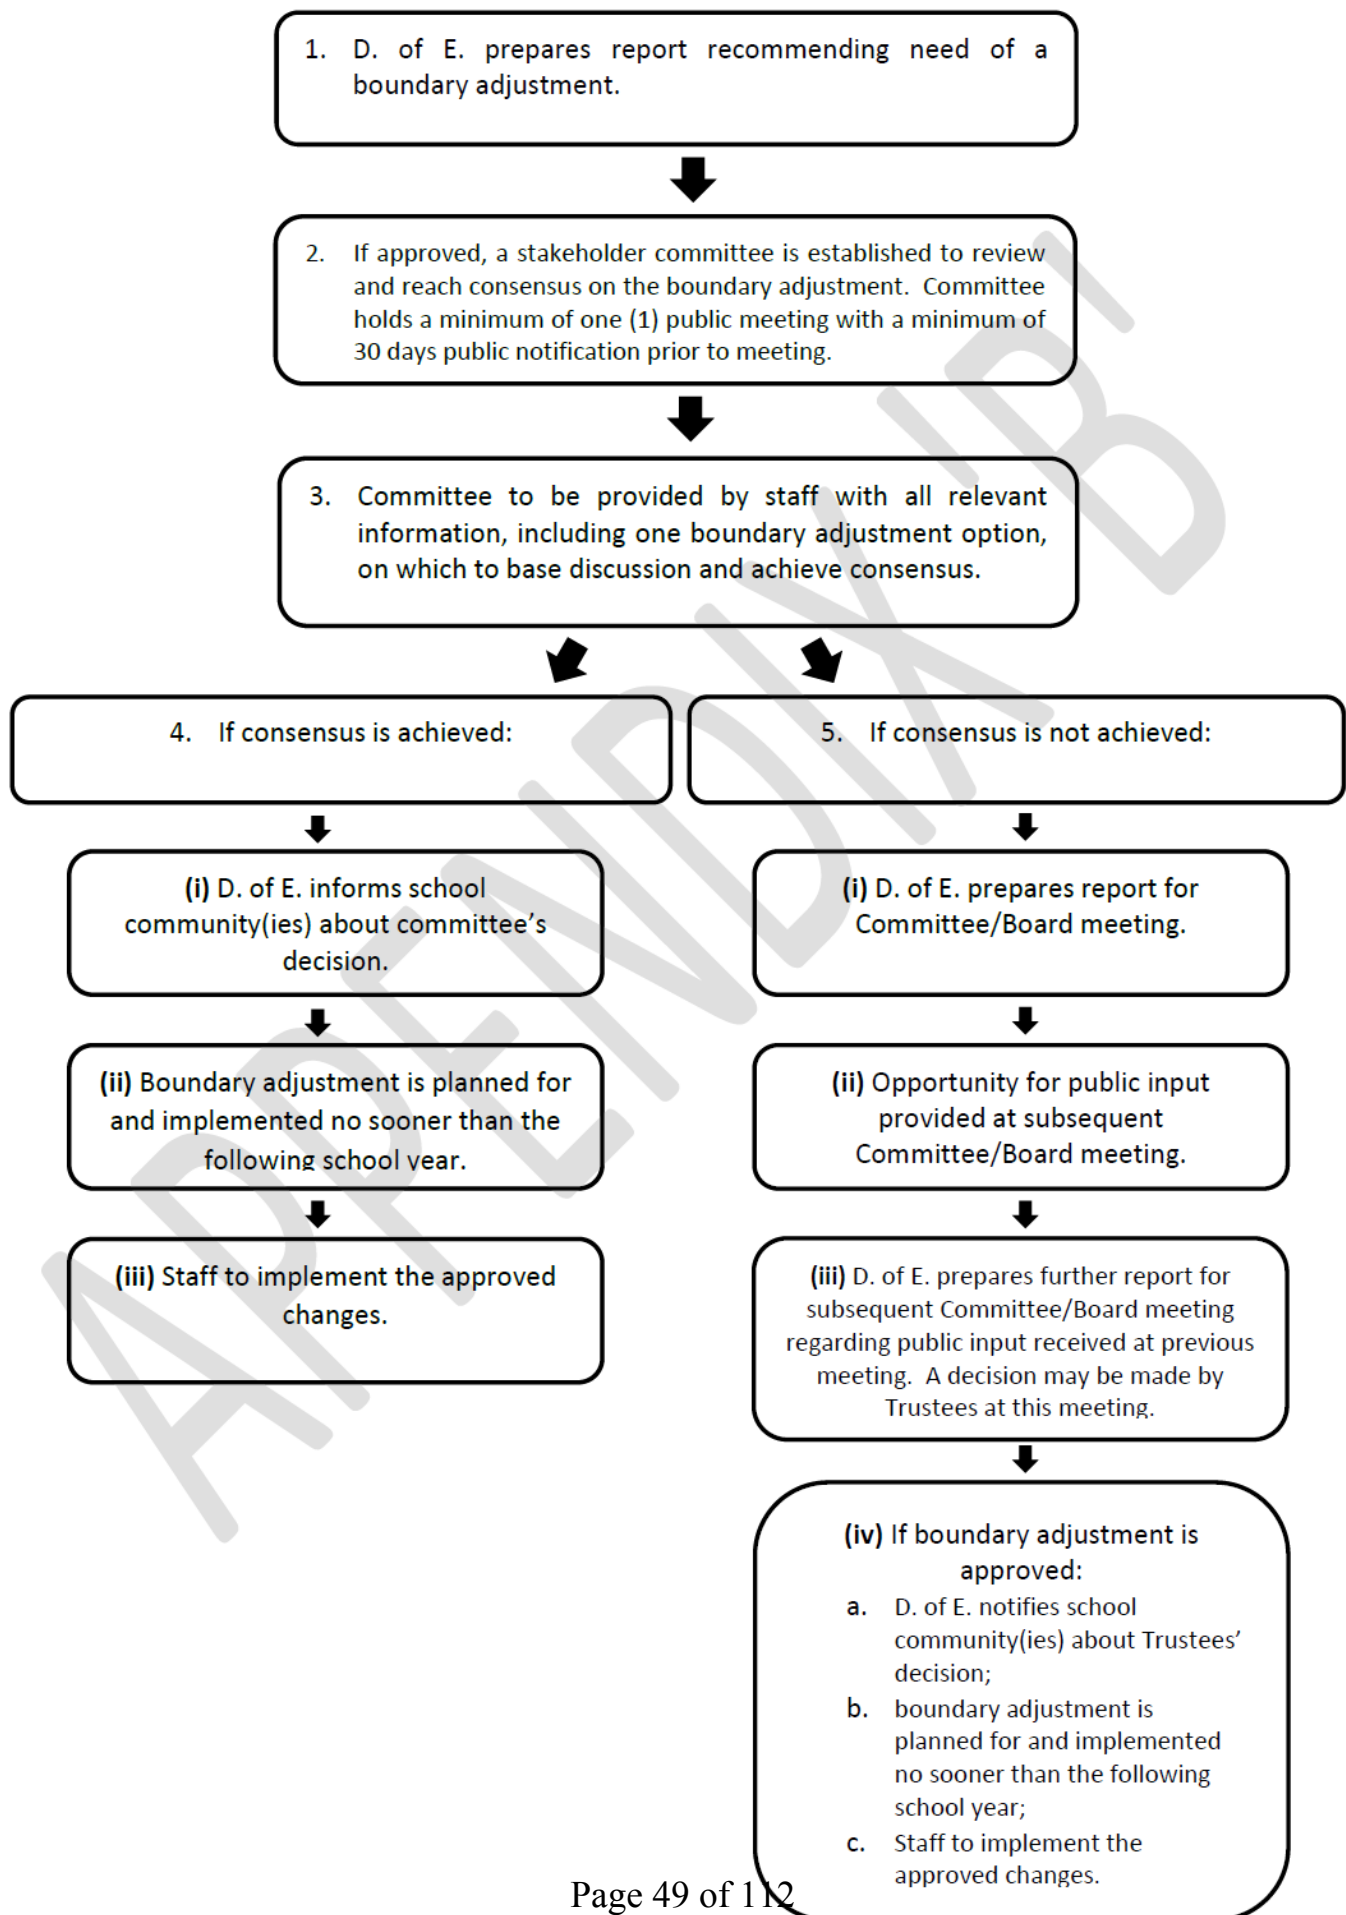 1. D. of E. prepares report recommending need of a
boundary adjustment.
2. If approved, a stakeholder committee is established to review
and reach consensus on the boundary adjustment. Committee
holds a minimum of one (1) public meeting with a minimum of
30 days public notification prior to meeting.
3. Committee to be provided by staff with all relevant
information, including one boundary adjustment option,
on which to base discussion and achieve consensus.
4. If consensus is achieved:
(i) D. of E. informs school
community(ies) about committee’s
decision.
(ii) Boundary adjustment is planned for
and implemented no sooner than the
following school year.
(iii) Staff to implement the approved
changes.
5. If consensus is not achieved:
(i) D. of E. prepares report for
Committee/Board meeting.
(ii) Opportunity for public input
provided at subsequent
Committee/Board meeting.
(iii) D. of E. prepares further report for
subsequent Committee/Board meeting
regarding public input received at previous
meeting. A decision may be made by
Trustees at this meeting.
(iv) If boundary adjustment is
approved:
a. D. of E. notifies school
community(ies) about Trustees’
decision;
b. boundary adjustment is
planned for and implemented
no sooner than the following
school year;
c. Staff to implement the
approved changes.
APPENDIX 'B'
Page 49 of 112